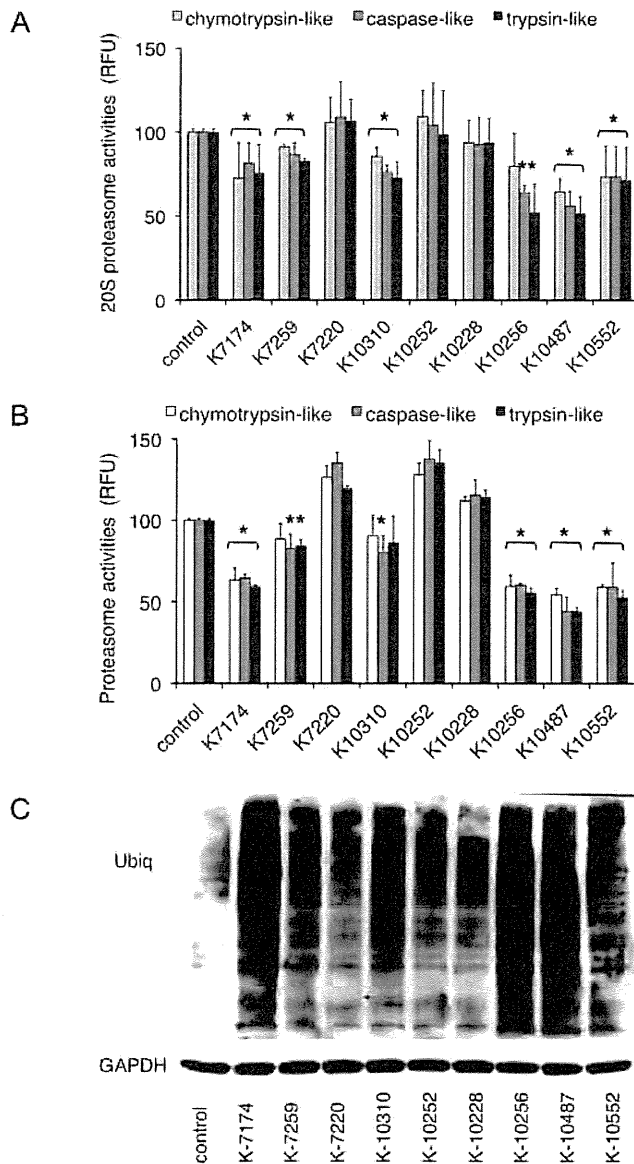 A
chymotrypsin-like caspase-like trypsin-like
20S proteasome activities (RFU)
150
100
50
0
* * * ** * *
control K7174 K7259 K7220 K10310 K10252 K10228 K10256 K10487 K10552
B
chymotrypsin-like caspase-like trypsin-like
Proteasome activities (RFU)
150
100
50
0
* ** * * * *
control K7174 K7259 K7220 K10310 K10252 K10228 K10256 K10487 K10552
C
Ubiq
GAPDH
control K-7174 K-7259 K-7220 K-10310 K-10252 K-10228 K-10256 K-10487 K-10552